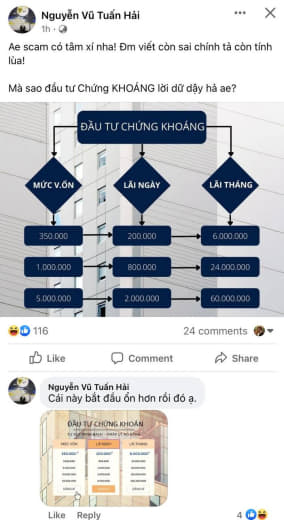 Nguyễn Vũ Tuấn Hải
1h
Ae scam có tâm xí nha! Đm viết còn sai chính tả còn tính
lùa!
Mà sao đầu tư Chứng KHOÁNG lời dữ dậy hả ae?
ĐẦU TƯ CHỨNG KHOÁNG
MỨC V.ỐN LÃI NGÀY LÃI THÁNG
350.000 200.000 6.000.000
1.000.000 800.000 24.000.000
5.000.000 2.000.000 60.000.000
116 24 comments
Like Comment Share
Nguyễn Vũ Tuấn Hải
Cái này bắt đầu ổn hơn rồi đó ạ.
ĐẦU TƯ CHỨNG KHOÁN
MỨC VỐN LÃI NGÀY LÃI THÁNG
Like Reply 4